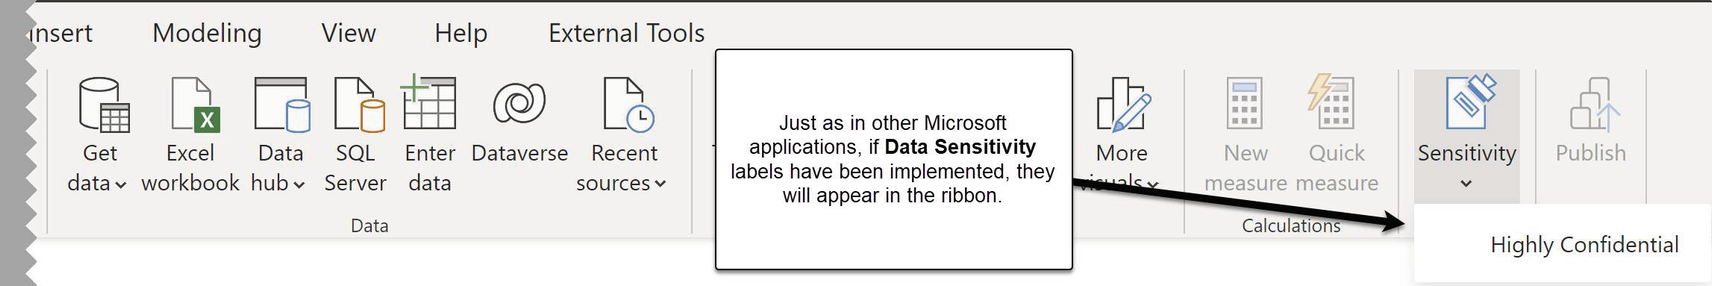 nsert Modeling View Help External Tools
Get data
Excel workbook
Data hub
SQL Server
Enter data
Dataverse
Recent sources
Data
Just as in other Microsoft
applications, if Data Sensitivity
labels have been implemented, they
will appear in the ribbon.
More visuals
New measure
Quick measure
Calculations
Sensitivity
Publish
Highly Confidential